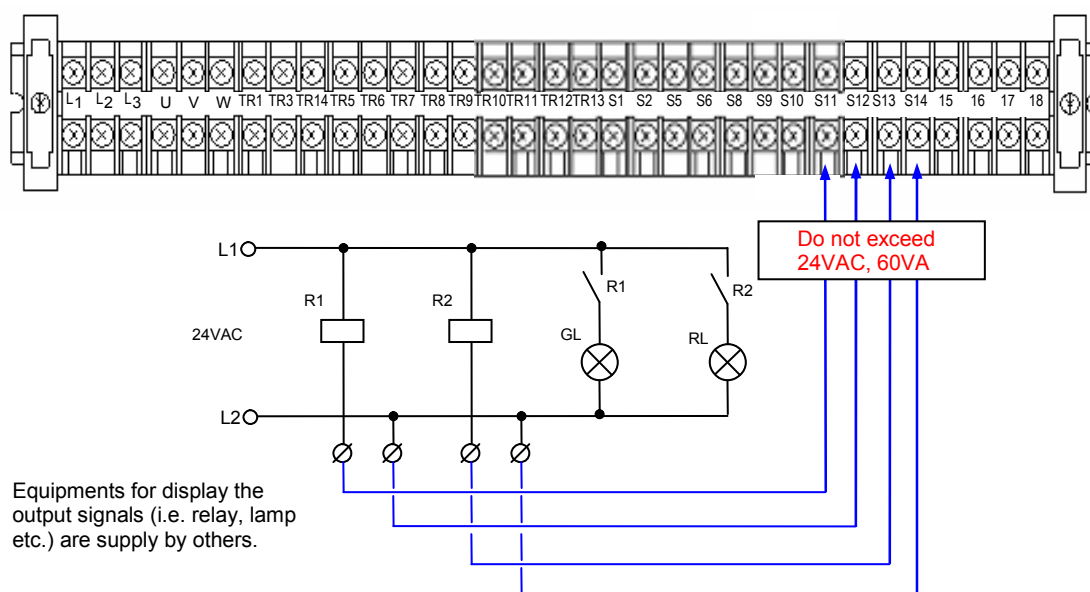 L1 L2 L3 U V W TR1 TR3 TR14 TR5 TR6 TR7 TR8 TR9 TR10 TR11 TR12 TR13 S1 S2 S5 S6 S8 S9 S10 S11 S12 S13 S14 15 16 17 18
Do not exceed
24VAC, 60VA
L1
R1
R2
R1
R2
24VAC
GL
RL
L2
Equipments for display the
output signals (i.e. relay, lamp
etc.) are supply by others.